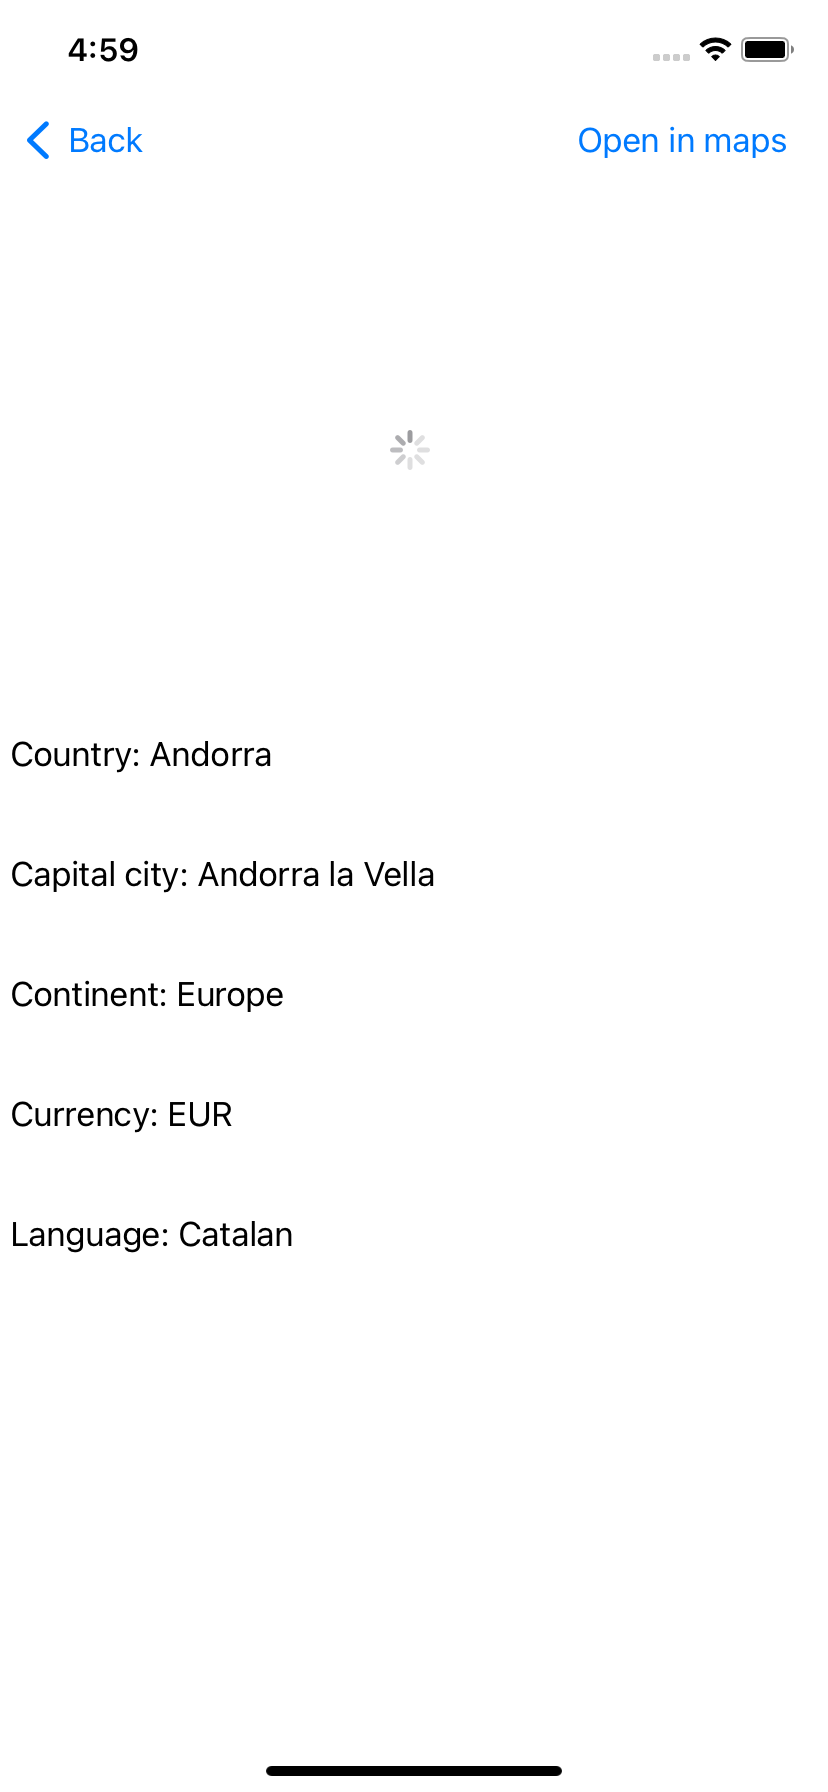 4:59
Back
Open in maps
Country: Andorra
Capital city: Andorra la Vella
Continent: Europe
Currency: EUR
Language: Catalan